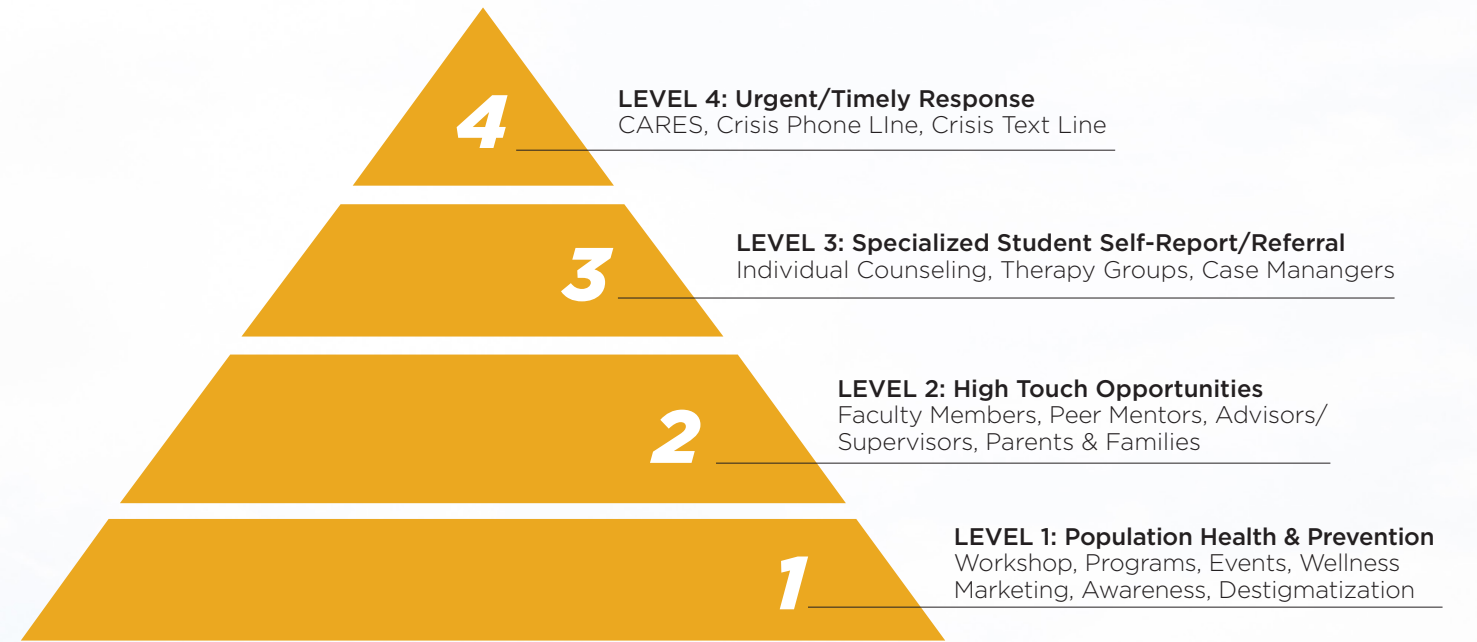 4
LEVEL 4: Urgent/Timely Response
CARES, Crisis Phone LIne, Crisis Text Line
3
LEVEL 3: Specialized Student Self-Report/Referral
Individual Counseling, Therapy Groups, Case Manangers
2
LEVEL 2: High Touch Opportunities
Faculty Members, Peer Mentors, Advisors/
Supervisors, Parents & Families
1
LEVEL 1: Population Health & Prevention
Workshop, Programs, Events, Wellness
Marketing, Awareness, Destigmatization